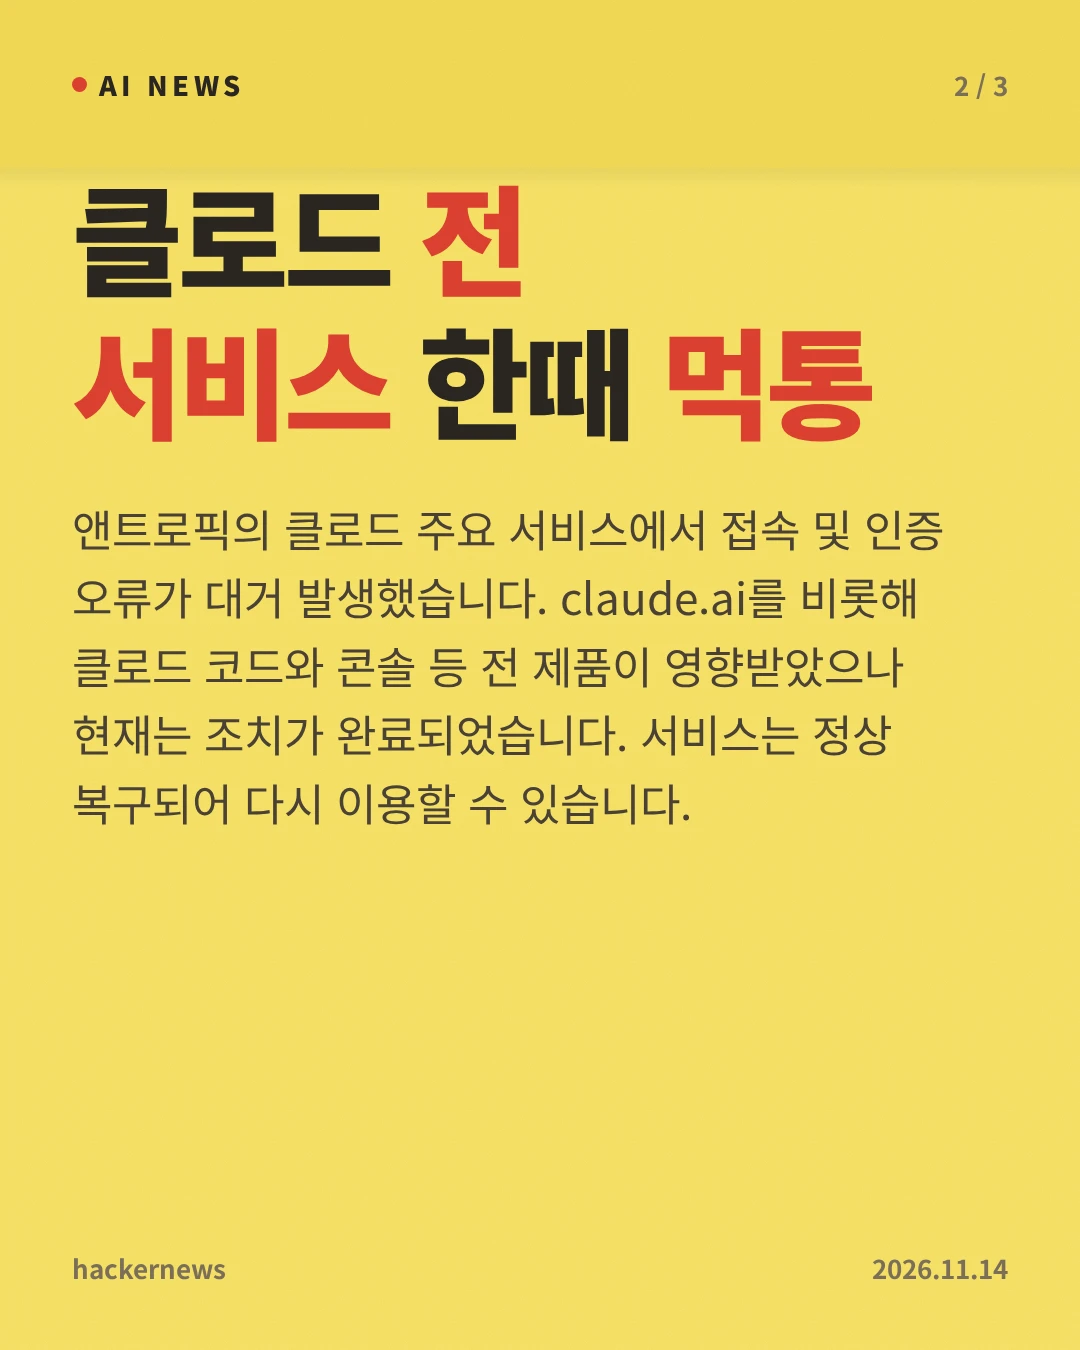 AI NEWS
2 / 3
클로드 전
서비스 한때 먹통
앤트로픽의 클로드 주요 서비스에서 접속 및 인증
오류가 대거 발생했습니다. claude.ai를 비롯해
클로드 코드와 콘솔 등 전 제품이 영향받았으나
현재는 조치가 완료되었습니다. 서비스는 정상
복구되어 다시 이용할 수 있습니다.
hackernews
2026.11.14